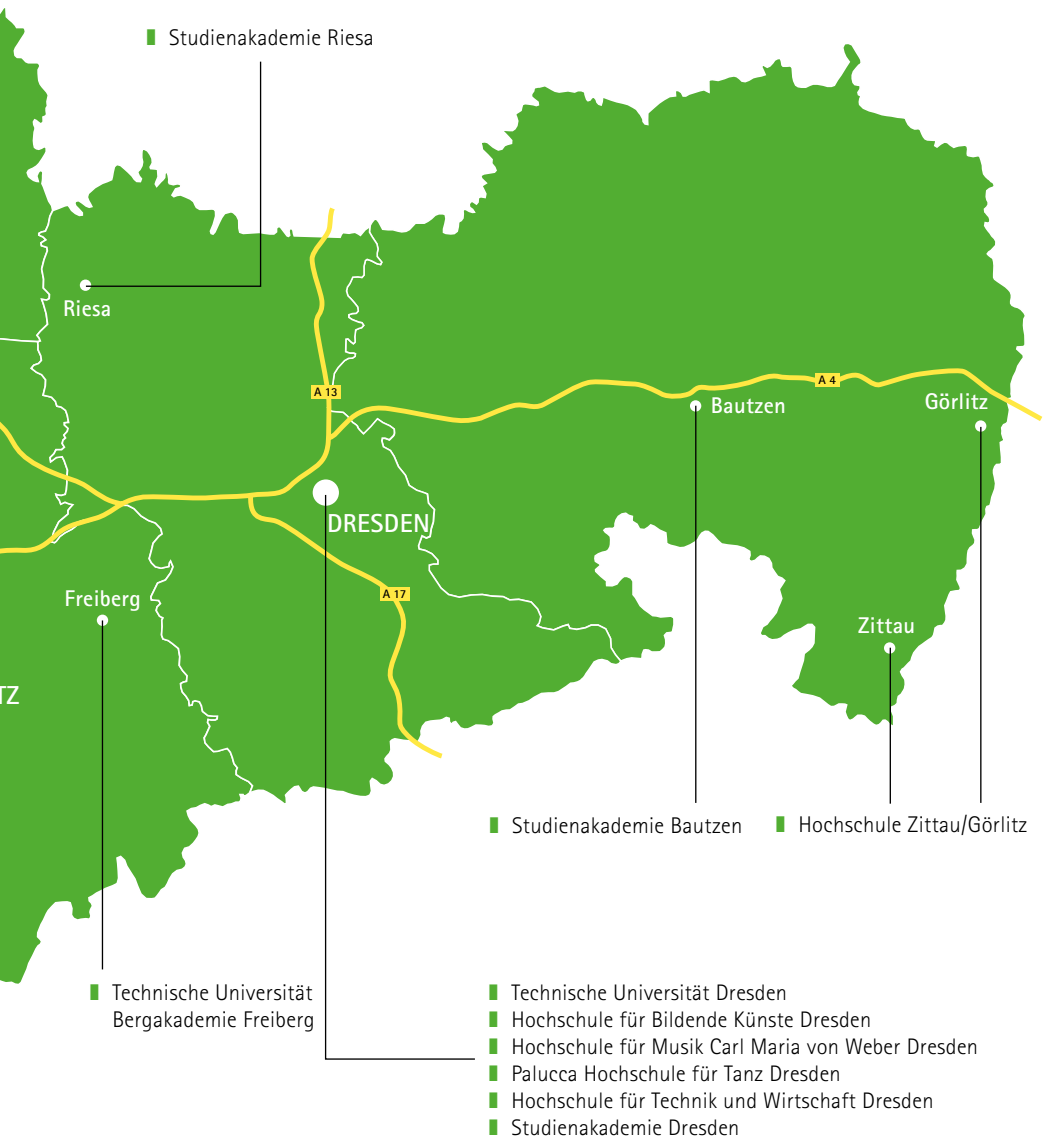 Studienakademie Riesa
Riesa
A 13
A 4
Bautzen
Görlitz
DRESDEN
A 17
Freiberg
Zittau
TZ
Studienakademie Bautzen
Hochschule Zittau/Görlitz
Technische Universität
Bergakademie Freiberg
Technische Universität Dresden
Hochschule für Bildende Künste Dresden
Hochschule für Musik Carl Maria von Weber Dresden
Palucca Hochschule für Tanz Dresden
Hochschule für Technik und Wirtschaft Dresden
Studienakademie Dresden